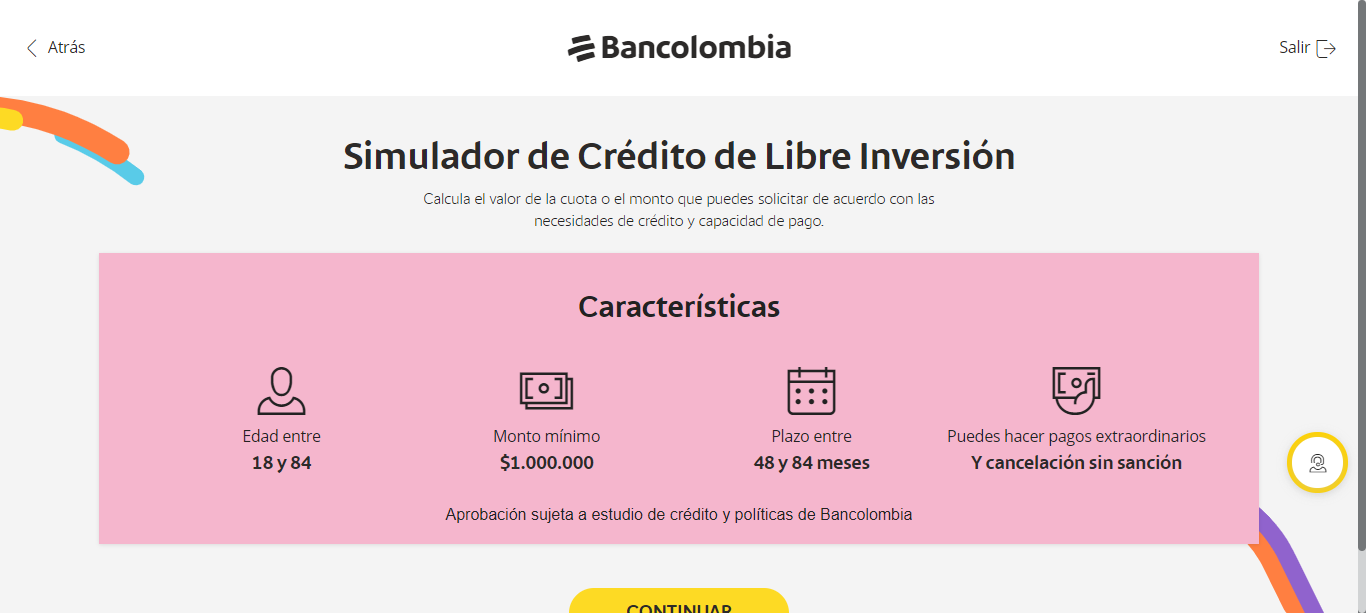 Atrás
Bancolombia
Salir
Simulador de Crédito de Libre Inversión
Calcula el valor de la cuota o el monto que puedes solicitar de acuerdo con las
necesidades de crédito y capacidad de pago.
Características
Edad entre
18 y 84
Monto mínimo
$1.000.000
Plazo entre
48 y 84 meses
Puedes hacer pagos extraordinarios
Y cancelación sin sanción
Aprobación sujeta a estudio de crédito y políticas de Bancolombia
CONTINUAR